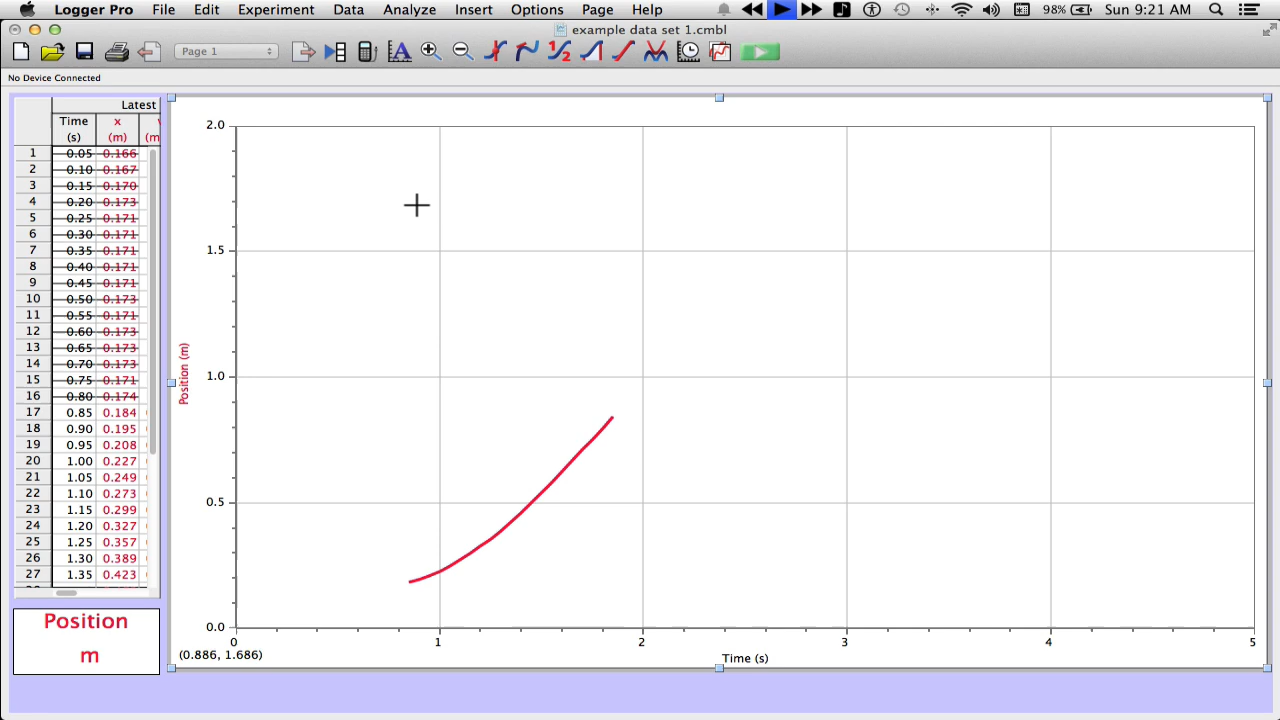 Logger Pro File Edit Experiment Data Analyze Insert Options Page Help 98% Sun 9:21 AM
example data set 1.cmbl
Page 1
No Device Connected
Latest
Time x
(s) (m) (m
1 0.05 0.166
2 0.10 0.167
3 0.15 0.170
4 0.20 0.173
5 0.25 0.171
6 0.30 0.171
7 0.35 0.171
8 0.40 0.171
9 0.45 0.171
10 0.50 0.173
11 0.55 0.171
12 0.60 0.173
13 0.65 0.173
14 0.70 0.173
15 0.75 0.171
16 0.80 0.174
17 0.85 0.184
18 0.90 0.195
19 0.95 0.208
20 1.00 0.227
21 1.05 0.249
22 1.10 0.273
23 1.15 0.299
24 1.20 0.327
25 1.25 0.357
26 1.30 0.389
27 1.35 0.423
Position
m
2.0
1.5
1.0
0.5
0.0
Position (m)
0 1 2 3 4 5
(0.886, 1.686)
Time (s)